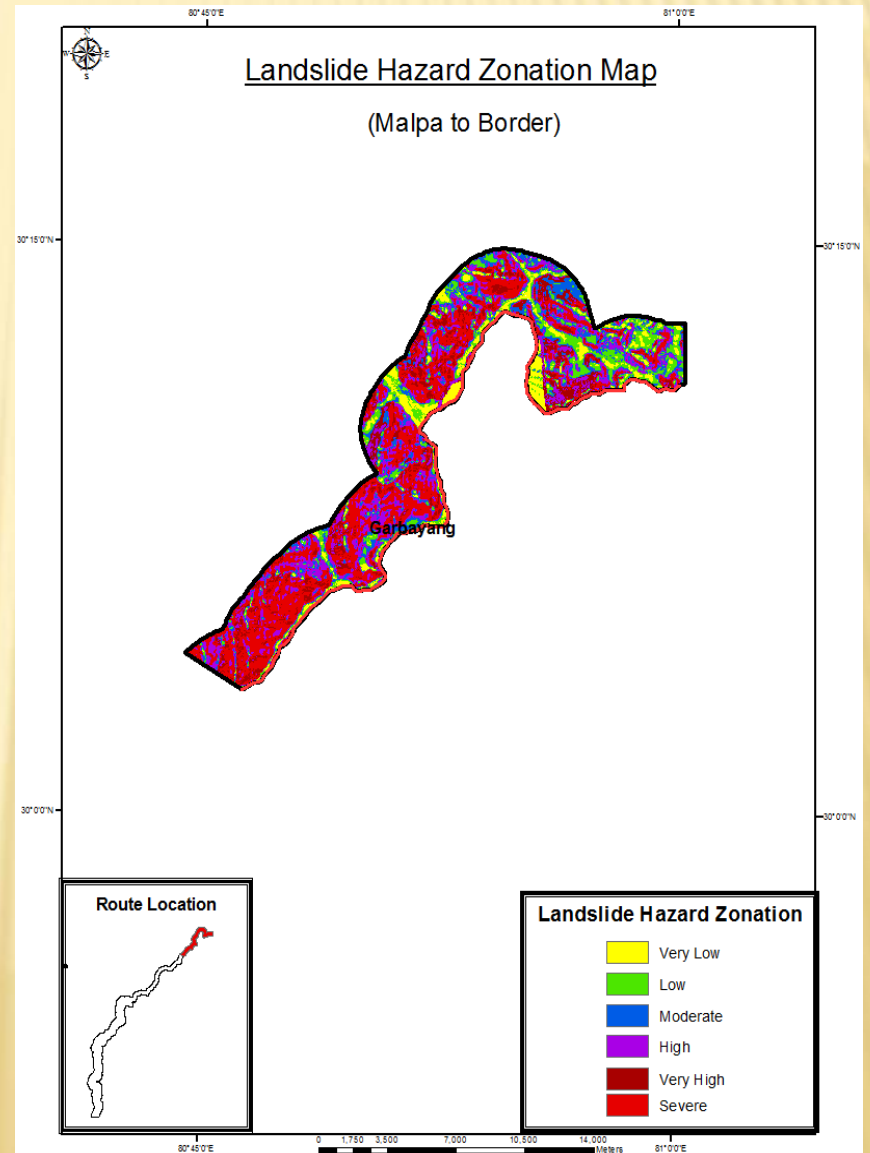 80°45'0"E 81°0'0"E
N
W E
S
Landslide Hazard Zonation Map
(Malpa to Border)
30°15'0"N 30°15'0"N
Garbayang
30°0'0"N 30°0'0"N
Route Location
Landslide Hazard Zonation
Very Low
Low
Moderate
High
Very High
Severe
80°45'0"E 0 1,750 3,500 7,000 10,500 14,000 81°0'0"E
Meters